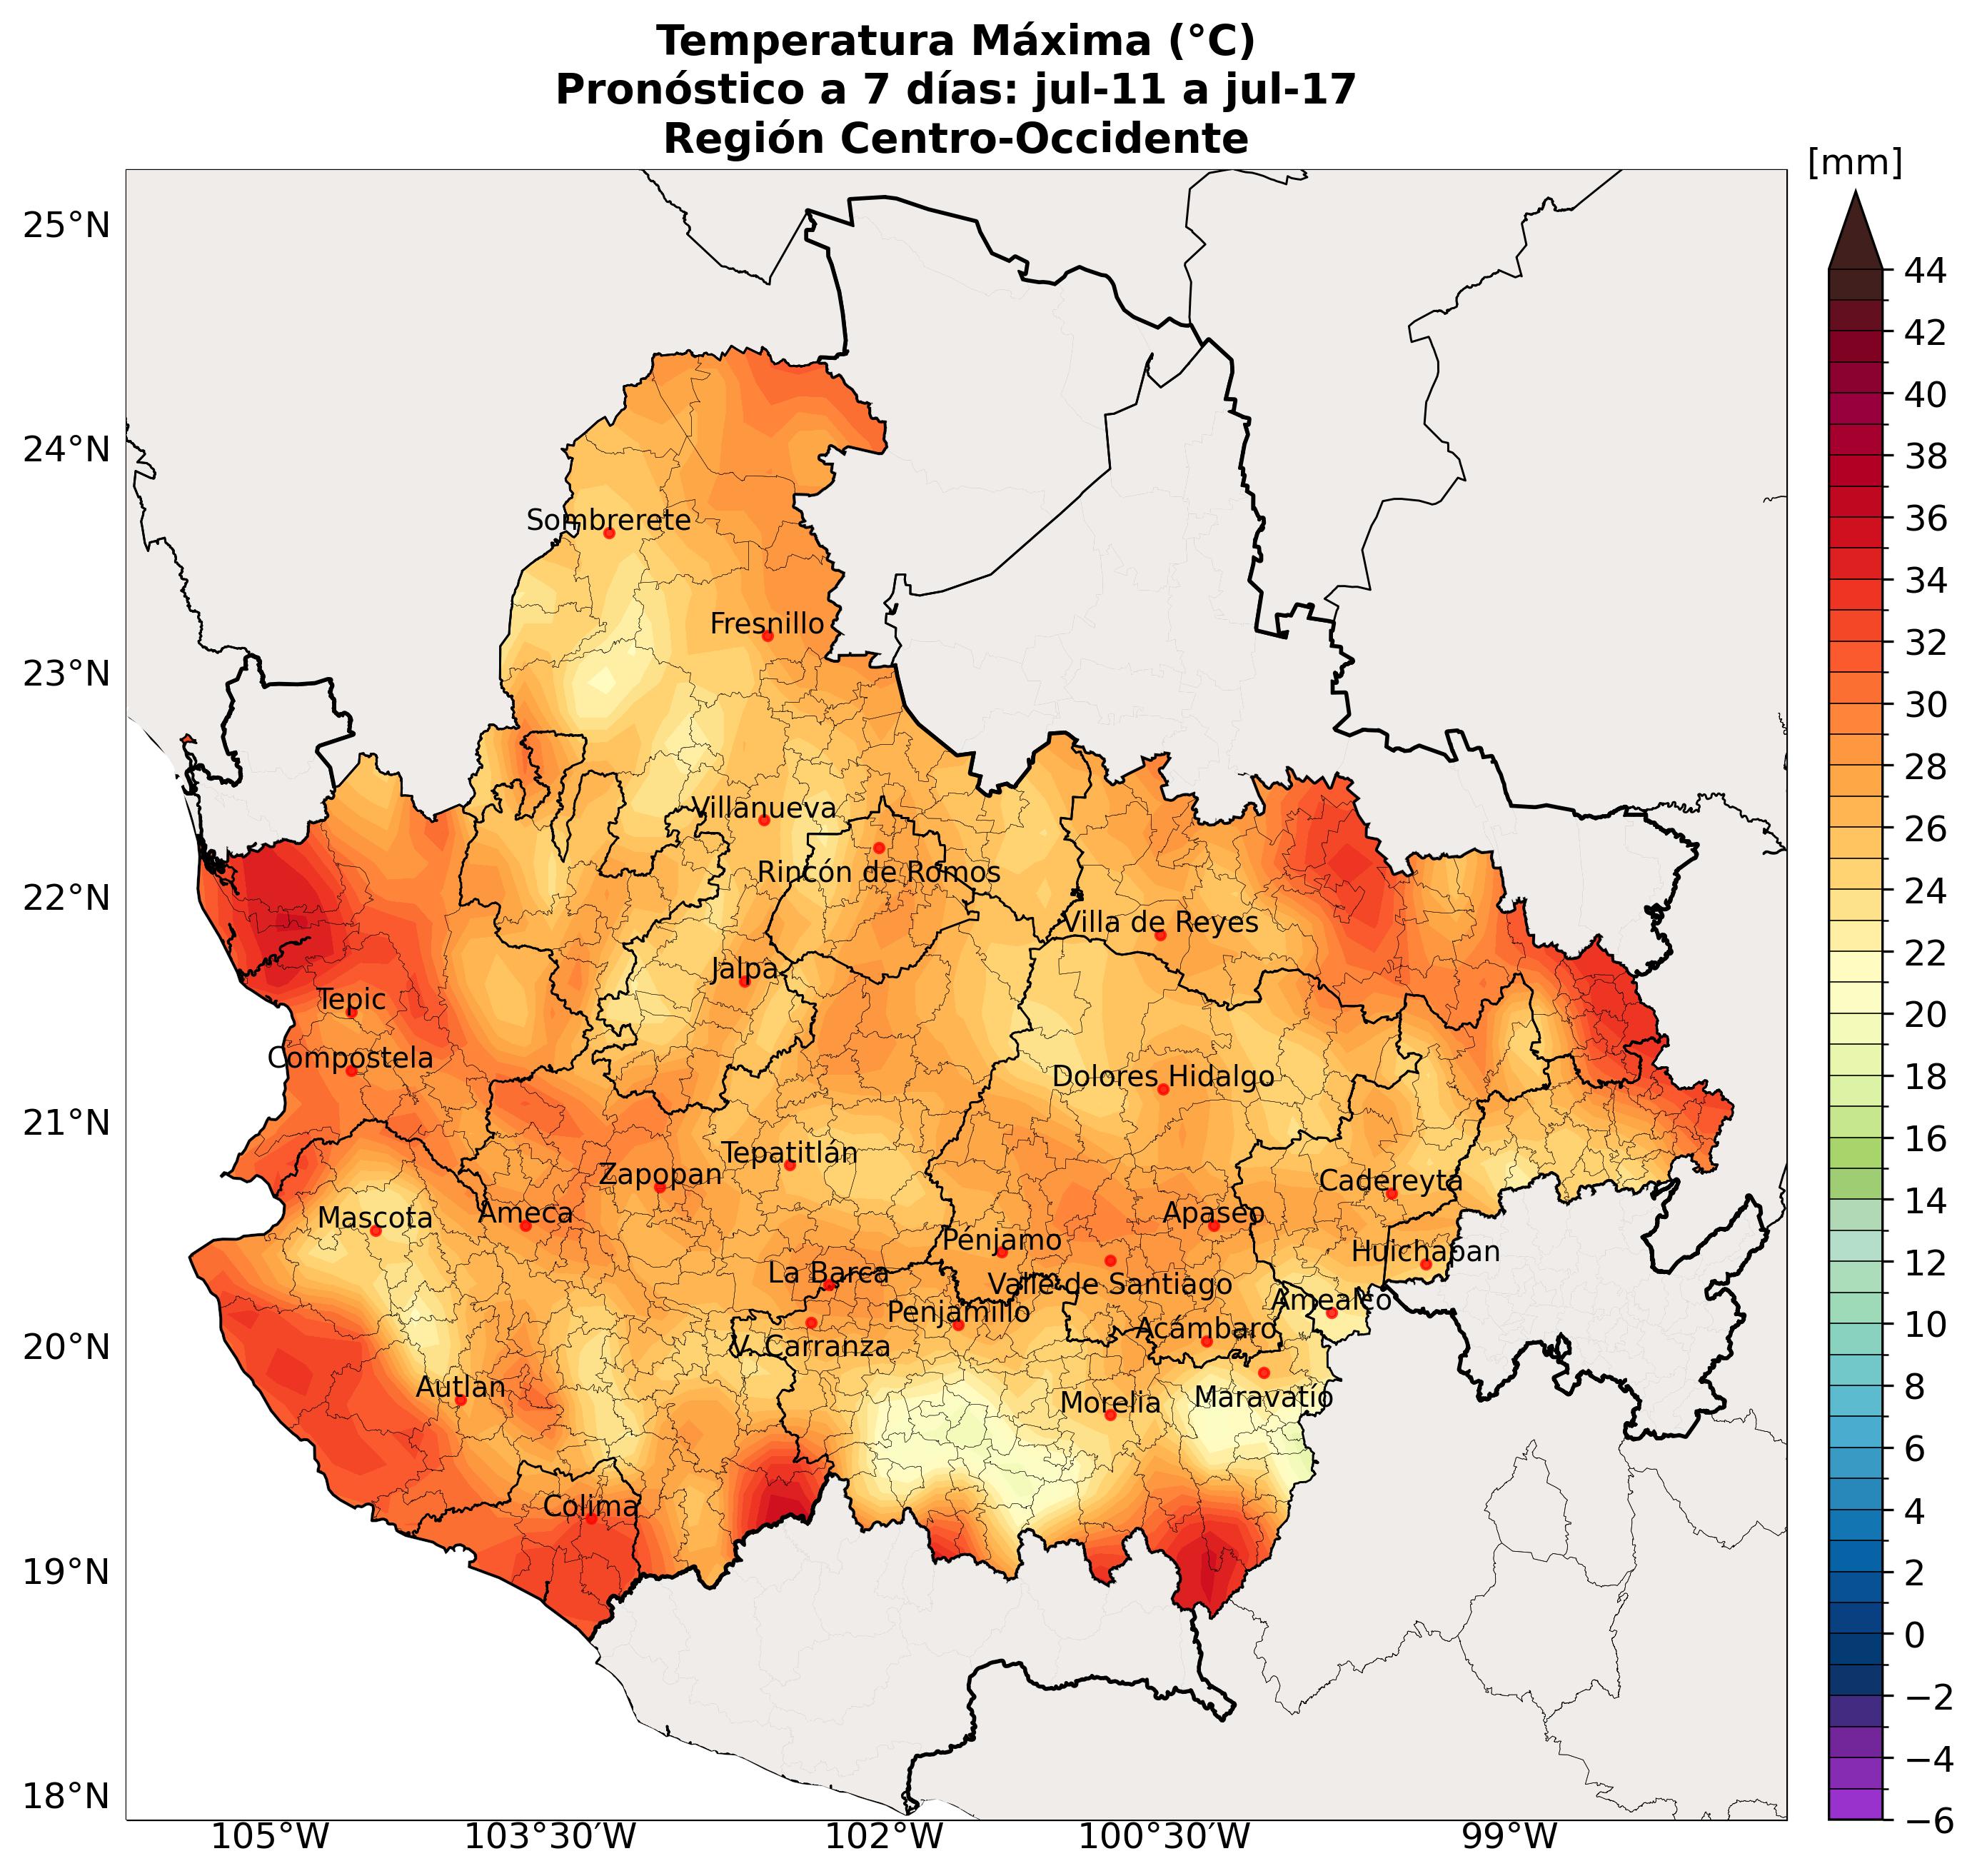 Temperatura Máxima (°C)
Pronóstico a 7 días: jul-11 a jul-17
Región Centro-Occidente
[mm]
25°N
24°N
23°N
22°N
21°N
20°N
19°N
18°N
Sombrerete
Fresnillo
Villanueva
Rincón de Romos
Villa de Reyes
Jalpa
Tepic
Compostela
Dolores Hidalgo
Tepatitlán
Zapopan
Cadereyta
Mascota
Ameca
Apaseo
Pénjamo
Huichapan
La Barca
Valle de Santiago
Amealco
Penjamillo
Acámbaro
V. Carranza
Autlan
Morelia
Maravatío
Colima
105°W
103°30′W
102°W
100°30′W
99°W
44
42
40
38
36
34
32
30
28
26
24
22
20
18
16
14
12
10
8
6
4
2
0
−2
−4
−6